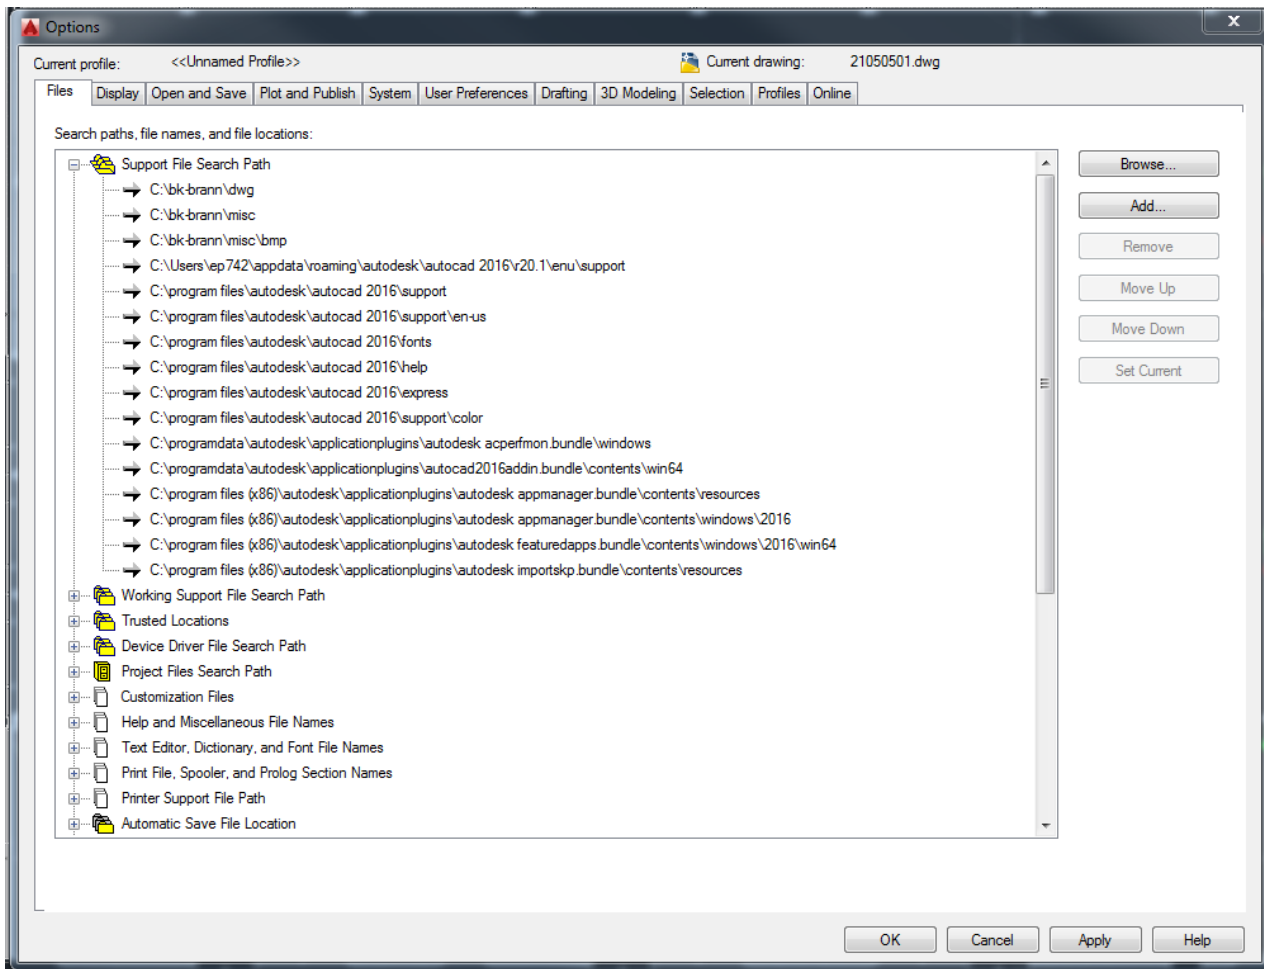 Options
Current profile: <<Unnamed Profile>> Current drawing: 21050501.dwg
Files Display Open and Save Plot and Publish System User Preferences Drafting 3D Modeling Selection Profiles Online
Search paths, file names, and file locations:
Support File Search Path
C:\bk-brann\dwg
C:\bk-brann\misc
C:\bk-brann\misc\bmp
C:\Users\ep742\appdata\roaming\autodesk\autocad 2016\r20.1\enu\support
C:\program files\autodesk\autocad 2016\support
C:\program files\autodesk\autocad 2016\support\en-us
C:\program files\autodesk\autocad 2016\fonts
C:\program files\autodesk\autocad 2016\help
C:\program files\autodesk\autocad 2016\express
C:\program files\autodesk\autocad 2016\support\color
C:\programdata\autodesk\applicationplugins\autodesk acperfmon.bundle\windows
C:\programdata\autodesk\applicationplugins\autocad2016addin.bundle\contents\win64
C:\program files (x86)\autodesk\applicationplugins\autodesk appmanager.bundle\contents\resources
C:\program files (x86)\autodesk\applicationplugins\autodesk appmanager.bundle\contents\windows\2016
C:\program files (x86)\autodesk\applicationplugins\autodesk featuredapps.bundle\contents\windows\2016\win64
C:\program files (x86)\autodesk\applicationplugins\autodesk importskp.bundle\contents\resources
Working Support File Search Path
Trusted Locations
Device Driver File Search Path
Project Files Search Path
Customization Files
Help and Miscellaneous File Names
Text Editor, Dictionary, and Font File Names
Print File, Spooler, and Prolog Section Names
Printer Support File Path
Automatic Save File Location
Browse...
Add...
Remove
Move Up
Move Down
Set Current
OK Cancel Apply Help